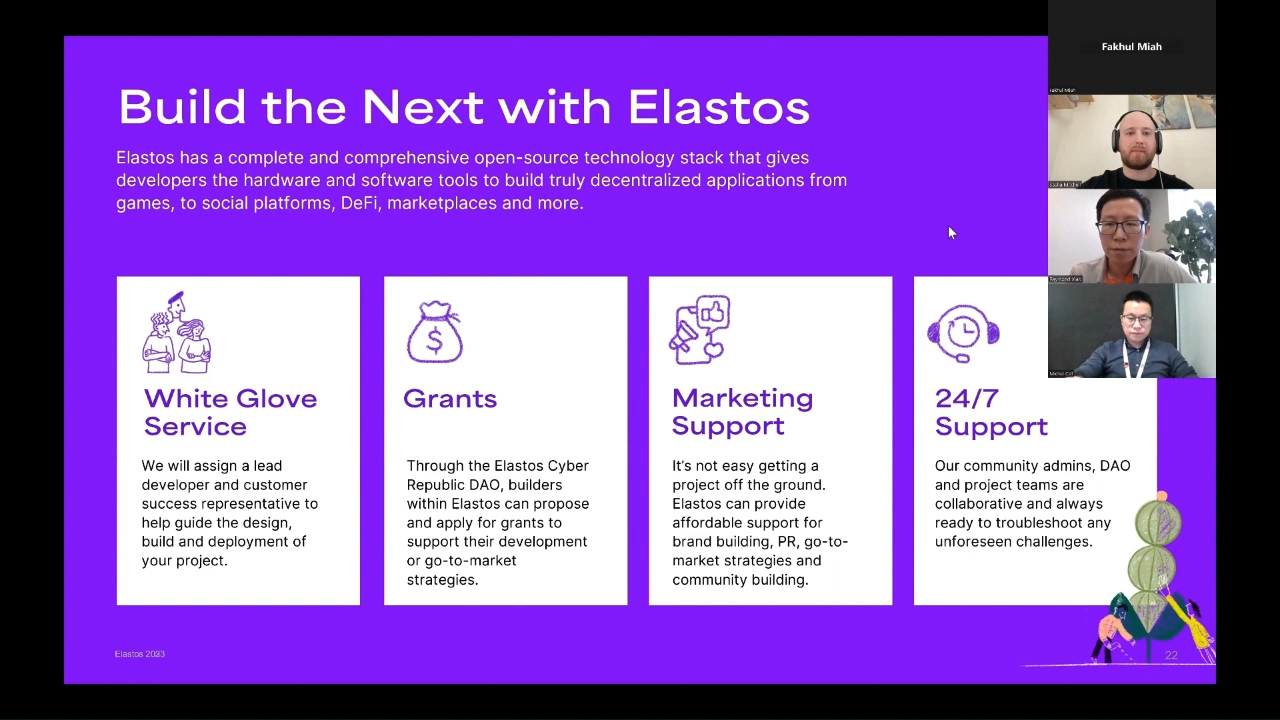 Fakhul Miah
Fakhul Miah
Build the Next with Elastos
Elastos has a complete and comprehensive open-source technology stack that gives
developers the hardware and software tools to build truly decentralized applications from
games, to social platforms, DeFi, marketplaces and more.
White Glove
Service
We will assign a lead
developer and customer
success representative to
help guide the design,
build and deployment of
your project.
Grants
Through the Elastos Cyber
Republic DAO, builders
within Elastos can propose
and apply for grants to
support their development
or go-to-market
strategies.
Marketing
Support
It's not easy getting a
project off the ground.
Elastos can provide
affordable support for
brand building, PR, go-to-
market strategies and
community building.
24/7
Support
Our community admins, DAO
and project teams are
collaborative and always
ready to troubleshoot any
unforeseen challenges.
Elastos 2023
22